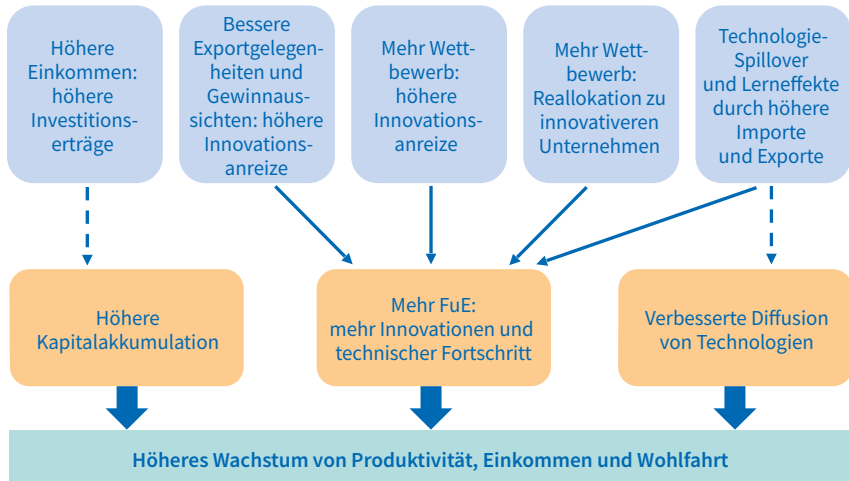 Höhere
Einkommen:
höhere
Investitions-
erträge
Bessere
Exportgelegen-
heiten und
Gewinnaus-
sichten: höhere
Innovations-
anreize
Mehr Wett-
bewerb:
höhere
Innovations-
anreize
Mehr Wett-
bewerb:
Reallokation zu
innovativeren
Unternehmen
Technologie-
Spillover
und Lerneffekte
durch höhere
Importe
und Exporte
Höhere
Kapitalakkumulation
Mehr FuE:
mehr Innovationen und
technischer Fortschritt
Verbesserte Diffusion
von Technologien
Höheres Wachstum von Produktivität, Einkommen und Wohlfahrt